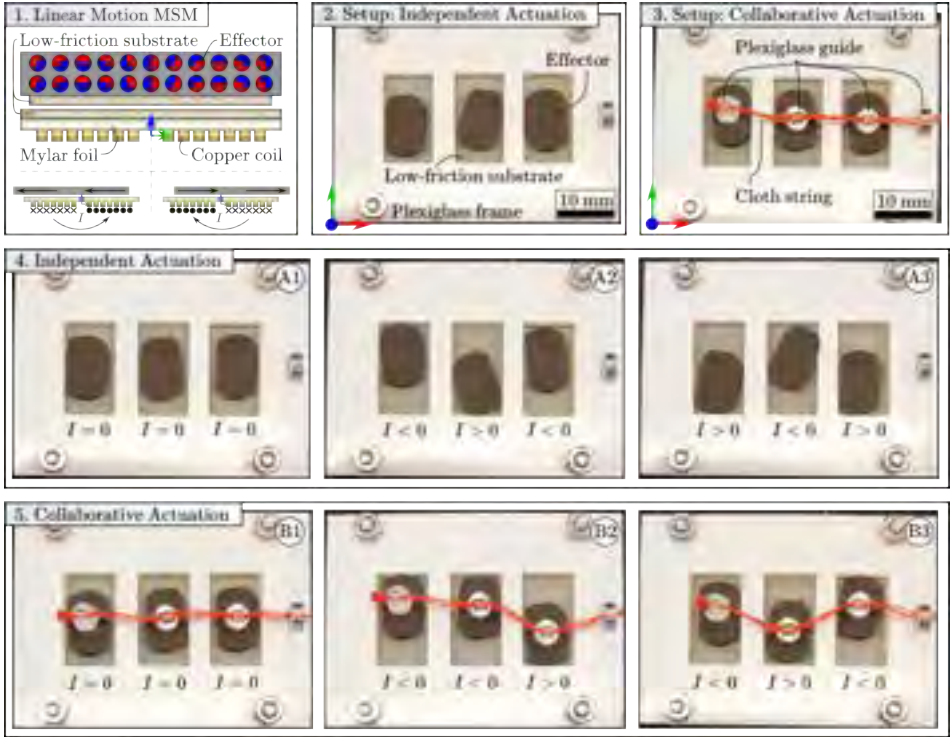 1. Linear Motion MSM
Low-friction substrate
Effector
Mylar foil
Copper coil
I
I
2. Setup: Independent Actuation
Effector
Low-friction substrate
Plexiglass frame
10 mm
3. Setup: Collaborative Actuation
Plexiglass guide
Cloth string
10 mm
4. Independent Actuation
A1
I = 0 I = 0 I = 0
A2
I < 0 I > 0 I < 0
A3
I > 0 I < 0 I > 0
5. Collaborative Actuation
B1
I = 0 I = 0 I = 0
B2
I < 0 I < 0 I > 0
B3
I < 0 I > 0 I < 0